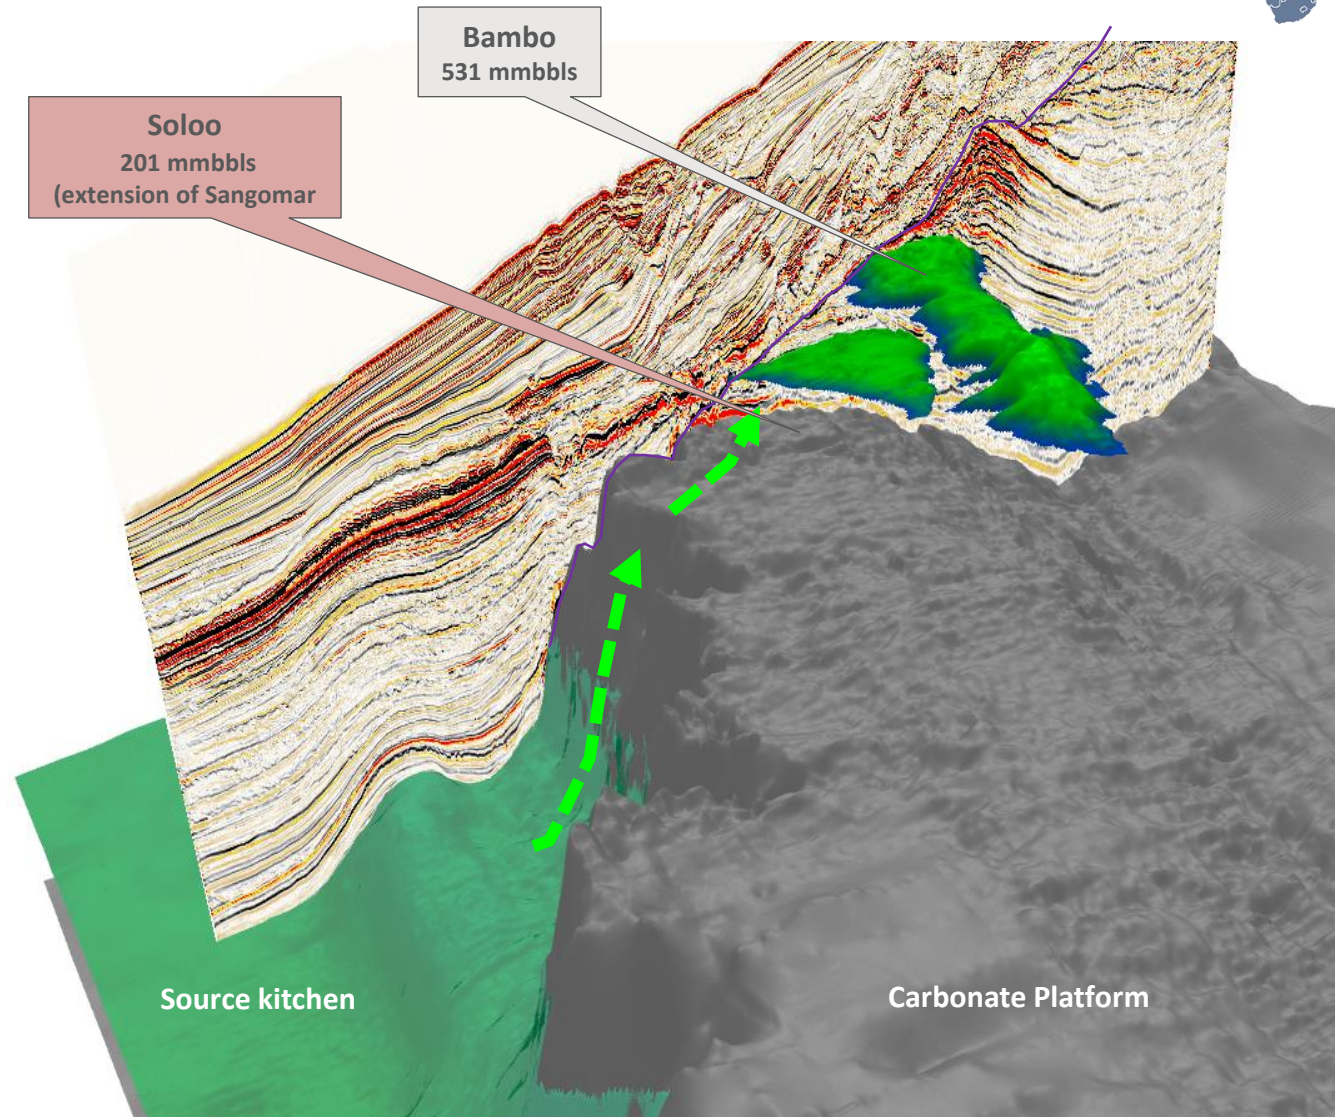 Bambo
531 mmbbls
Soloo
201 mmbbls
(extension of Sangomar
Source kitchen
Carbonate Platform